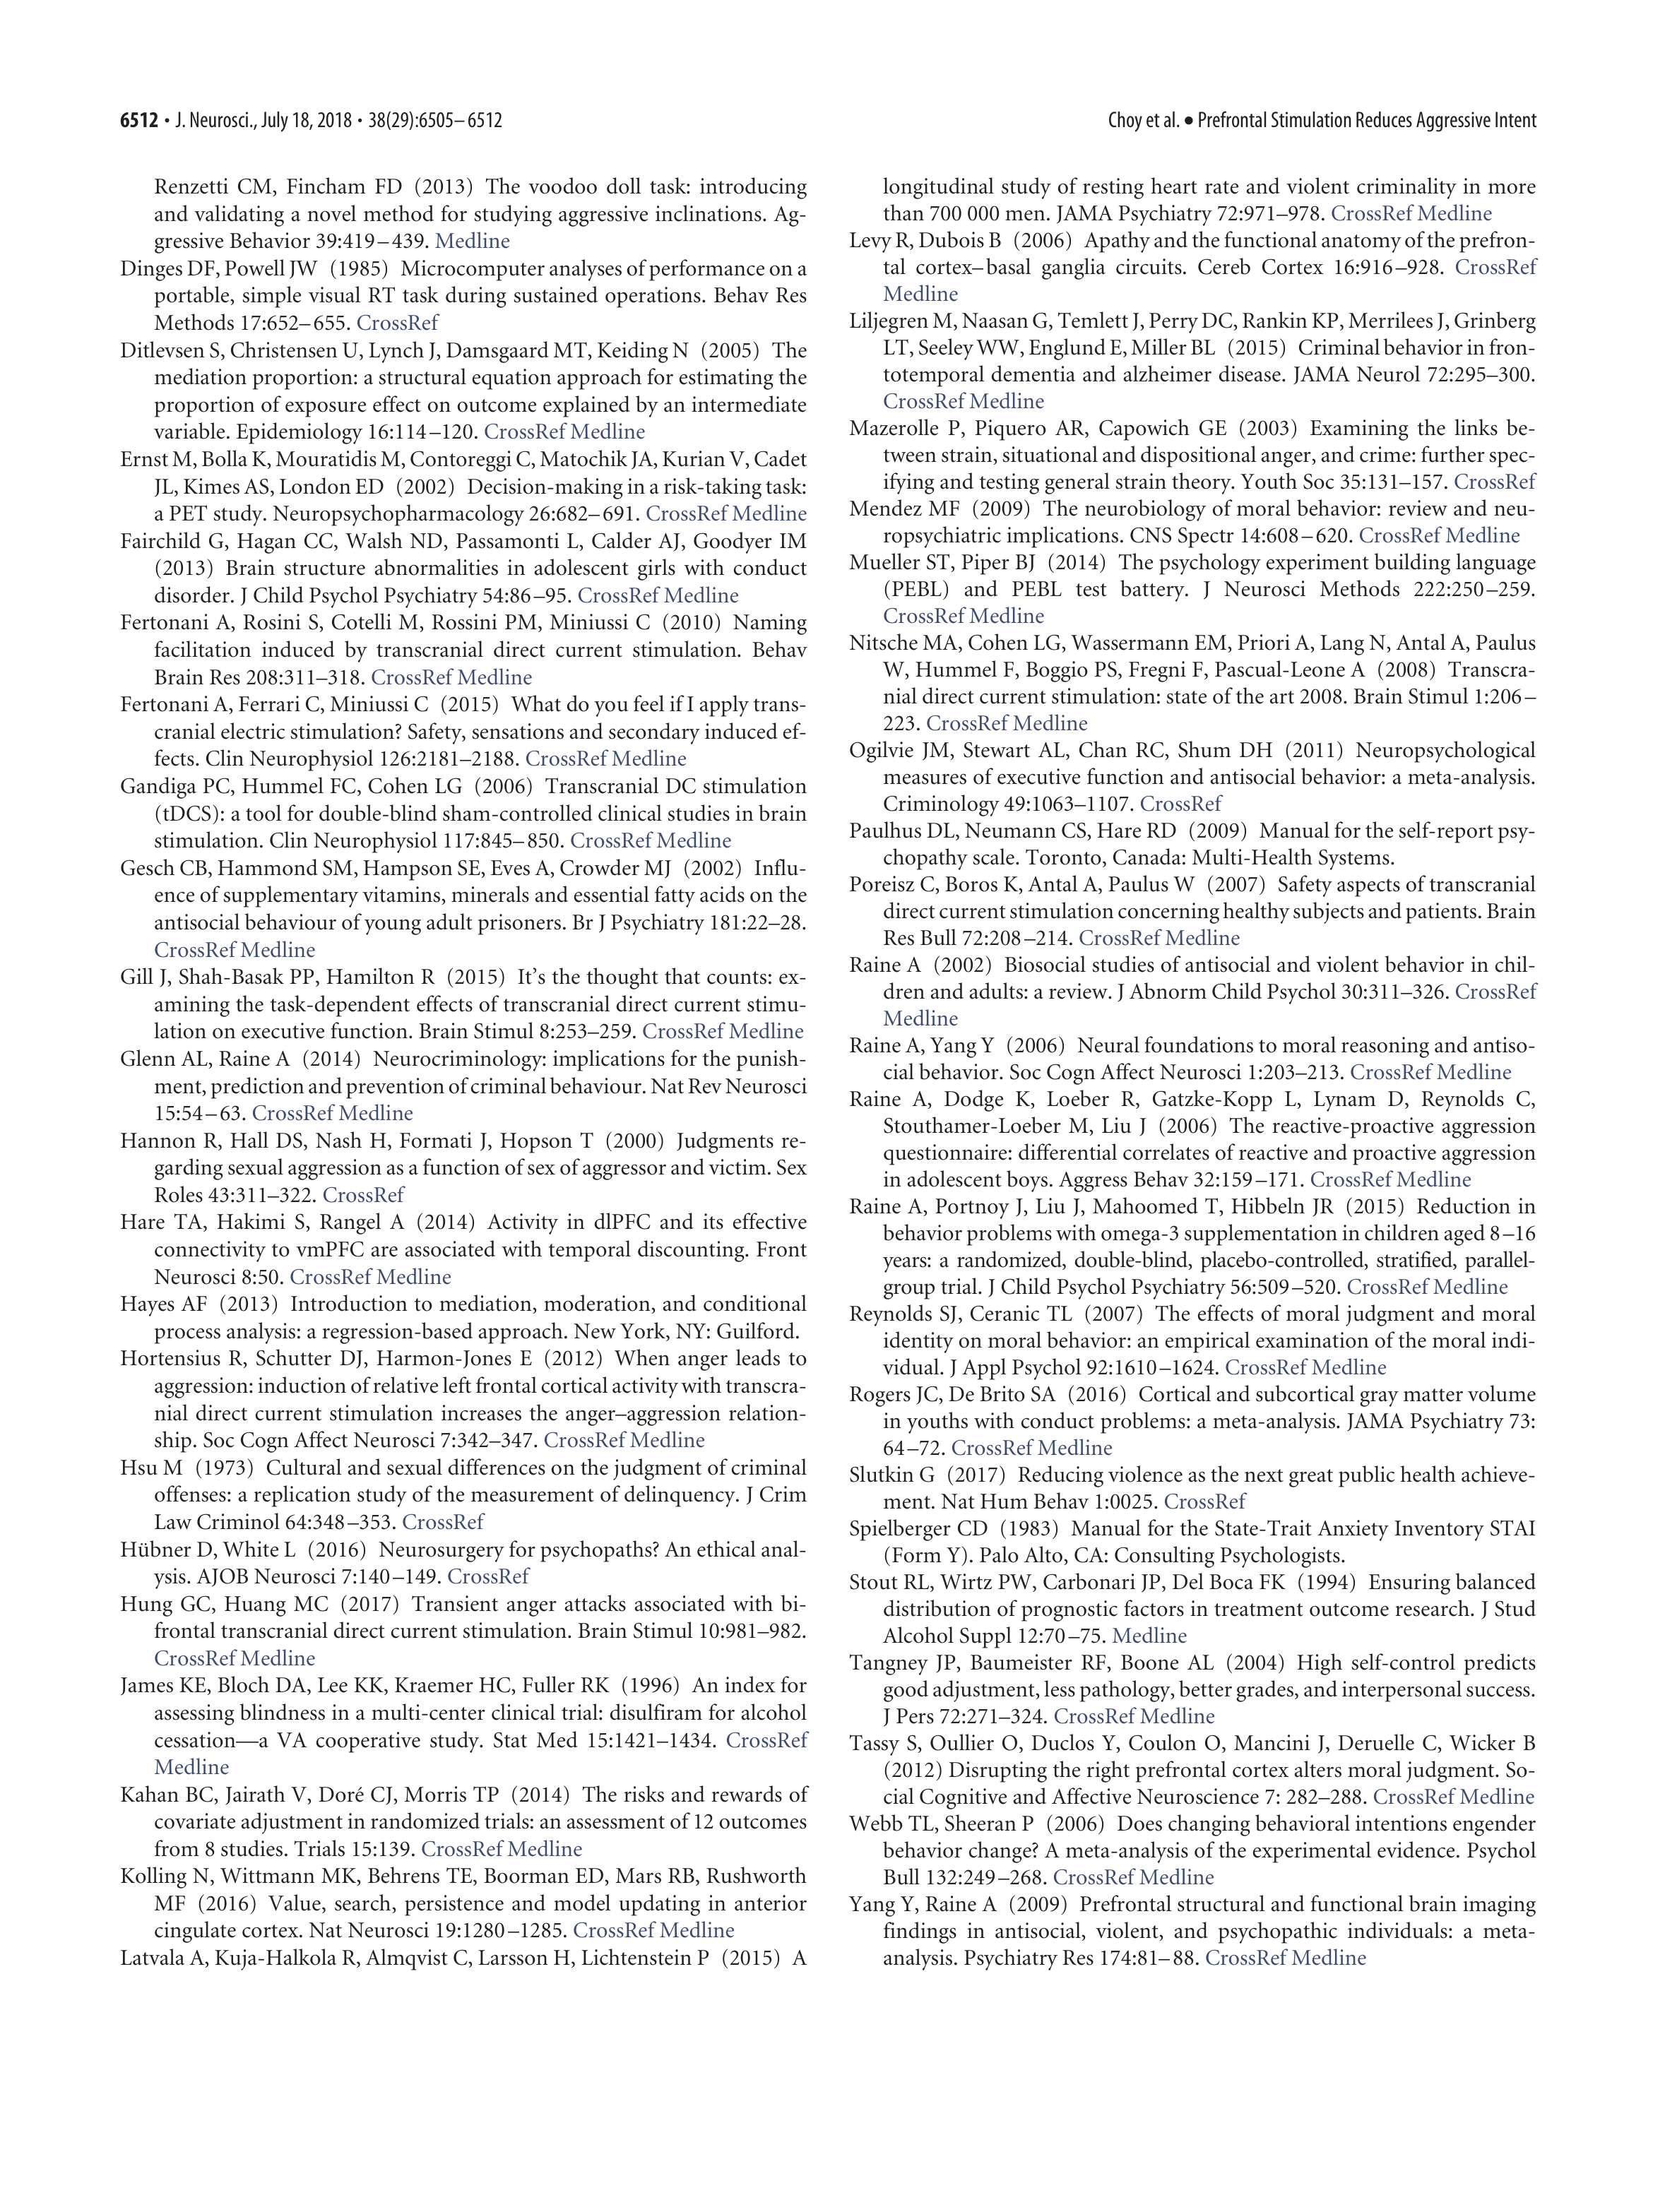 6512 • J. Neurosci., July 18, 2018 • 38(29):6505–6512
Choy et al. • Prefrontal Stimulation Reduces Aggressive Intent
Renzetti CM, Fincham FD (2013) The voodoo doll task: introducing
and validating a novel method for studying aggressive inclinations. Ag-
gressive Behavior 39:419–439. Medline
Dinges DF, Powell JW (1985) Microcomputer analyses of performance on a
portable, simple visual RT task during sustained operations. Behav Res
Methods 17:652–655. CrossRef
Ditlevsen S, Christensen U, Lynch J, Damsgaard MT, Keiding N (2005) The
mediation proportion: a structural equation approach for estimating the
proportion of exposure effect on outcome explained by an intermediate
variable. Epidemiology 16:114–120. CrossRef Medline
Ernst M, Bolla K, Mouratidis M, Contoreggi C, Matochik JA, Kurian V, Cadet
JL, Kimes AS, London ED (2002) Decision-making in a risk-taking task:
a PET study. Neuropsychopharmacology 26:682–691. CrossRef Medline
Fairchild G, Hagan CC, Walsh ND, Passamonti L, Calder AJ, Goodyer IM
(2013) Brain structure abnormalities in adolescent girls with conduct
disorder. J Child Psychol Psychiatry 54:86–95. CrossRef Medline
Fertonani A, Rosini S, Cotelli M, Rossini PM, Miniussi C (2010) Naming
facilitation induced by transcranial direct current stimulation. Behav
Brain Res 208:311–318. CrossRef Medline
Fertonani A, Ferrari C, Miniussi C (2015) What do you feel if I apply trans-
cranial electric stimulation? Safety, sensations and secondary induced ef-
fects. Clin Neurophysiol 126:2181–2188. CrossRef Medline
Gandiga PC, Hummel FC, Cohen LG (2006) Transcranial DC stimulation
(tDCS): a tool for double-blind sham-controlled clinical studies in brain
stimulation. Clin Neurophysiol 117:845–850. CrossRef Medline
Gesch CB, Hammond SM, Hampson SE, Eves A, Crowder MJ (2002) Influ-
ence of supplementary vitamins, minerals and essential fatty acids on the
antisocial behaviour of young adult prisoners. Br J Psychiatry 181:22–28.
CrossRef Medline
Gill J, Shah-Basak PP, Hamilton R (2015) It's the thought that counts: ex-
amining the task-dependent effects of transcranial direct current stimu-
lation on executive function. Brain Stimul 8:253–259. CrossRef Medline
Glenn AL, Raine A (2014) Neurocriminology: implications for the punish-
ment, prediction and prevention of criminal behaviour. Nat Rev Neurosci
15:54–63. CrossRef Medline
Hannon R, Hall DS, Nash H, Formati J, Hopson T (2000) Judgments re-
garding sexual aggression as a function of sex of aggressor and victim. Sex
Roles 43:311–322. CrossRef
Hare TA, Hakimi S, Rangel A (2014) Activity in dlPFC and its effective
connectivity to vmPFC are associated with temporal discounting. Front
Neurosci 8:50. CrossRef Medline
Hayes AF (2013) Introduction to mediation, moderation, and conditional
process analysis: a regression-based approach. New York, NY: Guilford.
Hortensius R, Schutter DJ, Harmon-Jones E (2012) When anger leads to
aggression: induction of relative left frontal cortical activity with transcra-
nial direct current stimulation increases the anger–aggression relation-
ship. Soc Cogn Affect Neurosci 7:342–347. CrossRef Medline
Hsu M (1973) Cultural and sexual differences on the judgment of criminal
offenses: a replication study of the measurement of delinquency. J Crim
Law Criminol 64:348–353. CrossRef
Hübner D, White L (2016) Neurosurgery for psychopaths? An ethical anal-
ysis. AJOB Neurosci 7:140–149. CrossRef
Hung GC, Huang MC (2017) Transient anger attacks associated with bi-
frontal transcranial direct current stimulation. Brain Stimul 10:981–982.
CrossRef Medline
James KE, Bloch DA, Lee KK, Kraemer HC, Fuller RK (1996) An index for
assessing blindness in a multi-center clinical trial: disulfiram for alcohol
cessation—a VA cooperative study. Stat Med 15:1421–1434. CrossRef
Medline
Kahan BC, Jairath V, Doré CJ, Morris TP (2014) The risks and rewards of
covariate adjustment in randomized trials: an assessment of 12 outcomes
from 8 studies. Trials 15:139. CrossRef Medline
Kolling N, Wittmann MK, Behrens TE, Boorman ED, Mars RB, Rushworth
MF (2016) Value, search, persistence and model updating in anterior
cingulate cortex. Nat Neurosci 19:1280–1285. CrossRef Medline
Latvala A, Kuja-Halkola R, Almqvist C, Larsson H, Lichtenstein P (2015) A
longitudinal study of resting heart rate and violent criminality in more
than 700 000 men. JAMA Psychiatry 72:971–978. CrossRef Medline
Levy R, Dubois B (2006) Apathy and the functional anatomy of the prefron-
tal cortex–basal ganglia circuits. Cereb Cortex 16:916–928. CrossRef
Medline
Liljegren M, Naasan G, Temlett J, Perry DC, Rankin KP, Merrilees J, Grinberg
LT, Seeley WW, Englund E, Miller BL (2015) Criminal behavior in fron-
totemporal dementia and alzheimer disease. JAMA Neurol 72:295–300.
CrossRef Medline
Mazerolle P, Piquero AR, Capowich GE (2003) Examining the links be-
tween strain, situational and dispositional anger, and crime: further spec-
ifying and testing general strain theory. Youth Soc 35:131–157. CrossRef
Mendez MF (2009) The neurobiology of moral behavior: review and neu-
ropsychiatric implications. CNS Spectr 14:608–620. CrossRef Medline
Mueller ST, Piper BJ (2014) The psychology experiment building language
(PEBL) and PEBL test battery. J Neurosci Methods 222:250–259.
CrossRef Medline
Nitsche MA, Cohen LG, Wassermann EM, Priori A, Lang N, Antal A, Paulus
W, Hummel F, Boggio PS, Fregni F, Pascual-Leone A (2008) Transcra-
nial direct current stimulation: state of the art 2008. Brain Stimul 1:206–
223. CrossRef Medline
Ogilvie JM, Stewart AL, Chan RC, Shum DH (2011) Neuropsychological
measures of executive function and antisocial behavior: a meta-analysis.
Criminology 49:1063–1107. CrossRef
Paulhus DL, Neumann CS, Hare RD (2009) Manual for the self-report psy-
chopathy scale. Toronto, Canada: Multi-Health Systems.
Poreisz C, Boros K, Antal A, Paulus W (2007) Safety aspects of transcranial
direct current stimulation concerning healthy subjects and patients. Brain
Res Bull 72:208–214. CrossRef Medline
Raine A (2002) Biosocial studies of antisocial and violent behavior in chil-
dren and adults: a review. J Abnorm Child Psychol 30:311–326. CrossRef
Medline
Raine A, Yang Y (2006) Neural foundations to moral reasoning and antiso-
cial behavior. Soc Cogn Affect Neurosci 1:203–213. CrossRef Medline
Raine A, Dodge K, Loeber R, Gatzke-Kopp L, Lynam D, Reynolds C,
Stouthamer-Loeber M, Liu J (2006) The reactive-proactive aggression
questionnaire: differential correlates of reactive and proactive aggression
in adolescent boys. Aggress Behav 32:159–171. CrossRef Medline
Raine A, Portnoy J, Liu J, Mahoomed T, Hibbeln JR (2015) Reduction in
behavior problems with omega-3 supplementation in children aged 8–16
years: a randomized, double-blind, placebo-controlled, stratified, parallel-
group trial. J Child Psychol Psychiatry 56:509–520. CrossRef Medline
Reynolds SJ, Ceranic TL (2007) The effects of moral judgment and moral
identity on moral behavior: an empirical examination of the moral indi-
vidual. J Appl Psychol 92:1610–1624. CrossRef Medline
Rogers JC, De Brito SA (2016) Cortical and subcortical gray matter volume
in youths with conduct problems: a meta-analysis. JAMA Psychiatry 73:
64–72. CrossRef Medline
Slutkin G (2017) Reducing violence as the next great public health achieve-
ment. Nat Hum Behav 1:0025. CrossRef
Spielberger CD (1983) Manual for the State-Trait Anxiety Inventory STAI
(Form Y). Palo Alto, CA: Consulting Psychologists.
Stout RL, Wirtz PW, Carbonari JP, Del Boca FK (1994) Ensuring balanced
distribution of prognostic factors in treatment outcome research. J Stud
Alcohol Suppl 12:70–75. Medline
Tangney JP, Baumeister RF, Boone AL (2004) High self-control predicts
good adjustment, less pathology, better grades, and interpersonal success.
J Pers 72:271–324. CrossRef Medline
Tassy S, Oullier O, Duclos Y, Coulon O, Mancini J, Deruelle C, Wicker B
(2012) Disrupting the right prefrontal cortex alters moral judgment. So-
cial Cognitive and Affective Neuroscience 7: 282–288. CrossRef Medline
Webb TL, Sheeran P (2006) Does changing behavioral intentions engender
behavior change? A meta-analysis of the experimental evidence. Psychol
Bull 132:249–268. CrossRef Medline
Yang Y, Raine A (2009) Prefrontal structural and functional brain imaging
findings in antisocial, violent, and psychopathic individuals: a meta-
analysis. Psychiatry Res 174:81–88. CrossRef Medline